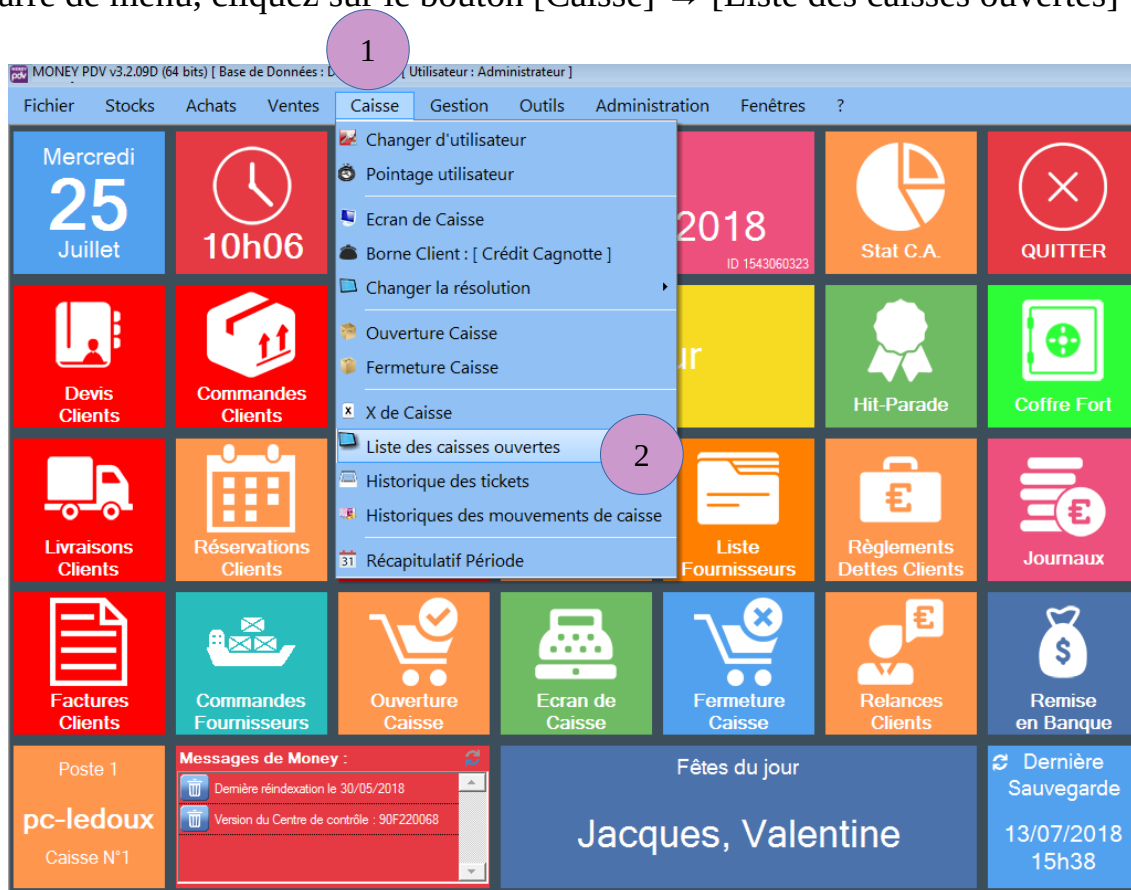 arre de menu, cliquez sur le bouton [Caisse] → [Liste des caisses ouvertes]
1
MONEY PDV v3.2.09D (64 bits) [ Base de Données : [ Utilisateur : Administrateur ]
Fichier Stocks Achats Ventes Caisse Gestion Outils Administration Fenêtres ?
Changer d'utilisateur
Pointage utilisateur
Ecran de Caisse
Borne Client : [ Crédit Cagnotte ]
Changer la résolution
Ouverture Caisse
Fermeture Caisse
X de Caisse
Liste des caisses ouvertes
2
Historique des tickets
Historiques des mouvements de caisse
31 Récapitulatif Période
Mercredi
25
Juillet
10h06
2018
ID 1543060323
Stat C.A.
QUITTER
Devis
Clients
Commandes
Clients
ur
Hit-Parade
Coffre Fort
Livraisons
Clients
Réservations
Clients
Liste
Fournisseurs
Règlements
Dettes Clients
Journaux
Factures
Clients
Commandes
Fournisseurs
Ouverture
Caisse
Ecran de
Caisse
Fermeture
Caisse
Relances
Clients
Remise
en Banque
Poste 1
pc-ledoux
Caisse N°1
Messages de Money :
Dernière réindexation le 30/05/2018
Version du Centre de contrôle : 90F220068
Fêtes du jour
Jacques, Valentine
Dernière
Sauvegarde
13/07/2018
15h38